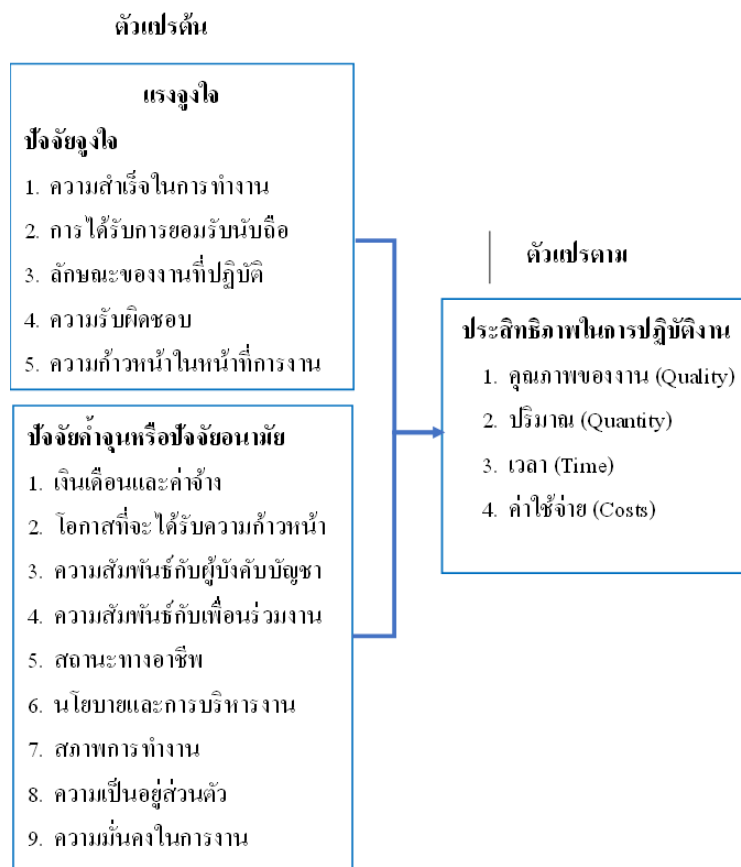 ตัวแปรต้น
แรงจูงใจ
ปัจจัยจูงใจ
1. ความสำเร็จในการทำงาน
2. การได้รับการยอมรับนับถือ
3. ลักษณะของงานที่ปฏิบัติ
4. ความรับผิดชอบ
5. ความก้าวหน้าในหน้าที่การงาน
ปัจจัยค้ำจุนหรือปัจจัยอนามัย
1. เงินเดือนและค่าจ้าง
2. โอกาสที่จะได้รับความก้าวหน้า
3. ความสัมพันธ์กับผู้บังคับบัญชา
4. ความสัมพันธ์กับเพื่อนร่วมงาน
5. สถานะทางอาชีพ
6. นโยบายและการบริหารงาน
7. สภาพการทำงาน
8. ความเป็นอยู่ส่วนตัว
9. ความมั่นคงในการงาน
ตัวแปรตาม
ประสิทธิภาพในการปฏิบัติงาน
1. คุณภาพของงาน (Quality)
2. ปริมาณ (Quantity)
3. เวลา (Time)
4. ค่าใช้จ่าย (Costs)